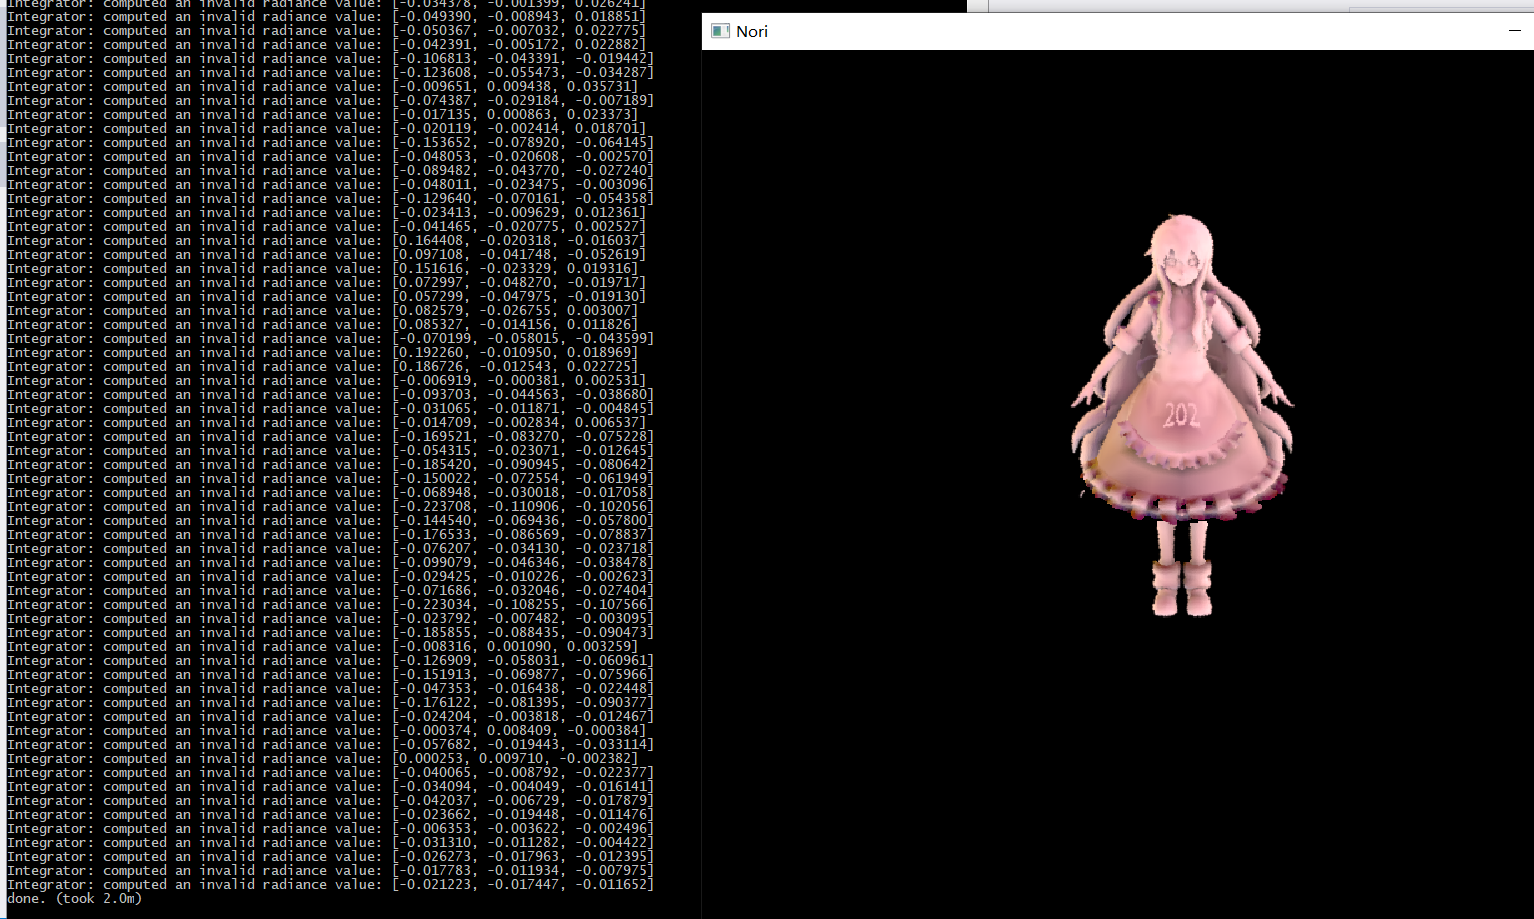 Integrator: computed an invalid radiance value: [-0.034378, -0.001399, 0.026241]
Integrator: computed an invalid radiance value: [-0.049390, -0.008943, 0.018851]
Integrator: computed an invalid radiance value: [-0.050367, -0.007032, 0.022775]
Integrator: computed an invalid radiance value: [-0.042391, -0.005172, 0.022882]
Integrator: computed an invalid radiance value: [-0.106813, -0.043391, -0.019442]
Integrator: computed an invalid radiance value: [-0.123608, -0.055473, -0.034287]
Integrator: computed an invalid radiance value: [-0.009651, 0.009438, 0.035731]
Integrator: computed an invalid radiance value: [-0.074387, -0.029184, -0.007189]
Integrator: computed an invalid radiance value: [-0.017135, 0.000863, 0.023373]
Integrator: computed an invalid radiance value: [-0.020119, -0.002414, 0.018701]
Integrator: computed an invalid radiance value: [-0.153652, -0.078920, -0.064145]
Integrator: computed an invalid radiance value: [-0.048053, -0.020608, -0.002570]
Integrator: computed an invalid radiance value: [-0.089482, -0.043770, -0.027240]
Integrator: computed an invalid radiance value: [-0.048011, -0.023475, -0.003096]
Integrator: computed an invalid radiance value: [-0.129640, -0.070161, -0.054358]
Integrator: computed an invalid radiance value: [-0.023413, -0.009629, 0.012361]
Integrator: computed an invalid radiance value: [-0.041465, -0.020775, 0.002527]
Integrator: computed an invalid radiance value: [0.164408, -0.020318, -0.016037]
Integrator: computed an invalid radiance value: [0.097108, -0.041748, -0.052619]
Integrator: computed an invalid radiance value: [0.151616, -0.023329, 0.019316]
Integrator: computed an invalid radiance value: [0.072997, -0.048270, -0.019717]
Integrator: computed an invalid radiance value: [0.057299, -0.047975, -0.019130]
Integrator: computed an invalid radiance value: [0.082579, -0.026755, 0.003007]
Integrator: computed an invalid radiance value: [0.085327, -0.014156, 0.011826]
Integrator: computed an invalid radiance value: [-0.070199, -0.058015, -0.043599]
Integrator: computed an invalid radiance value: [0.192260, -0.010950, 0.018969]
Integrator: computed an invalid radiance value: [0.186726, -0.012543, 0.022725]
Integrator: computed an invalid radiance value: [-0.006919, -0.000381, 0.002531]
Integrator: computed an invalid radiance value: [-0.093703, -0.044563, -0.038680]
Integrator: computed an invalid radiance value: [-0.031065, -0.011871, -0.004845]
Integrator: computed an invalid radiance value: [-0.014709, -0.002834, 0.006537]
Integrator: computed an invalid radiance value: [-0.169521, -0.083270, -0.075228]
Integrator: computed an invalid radiance value: [-0.054315, -0.023071, -0.012645]
Integrator: computed an invalid radiance value: [-0.185420, -0.090945, -0.080642]
Integrator: computed an invalid radiance value: [-0.150022, -0.072554, -0.061949]
Integrator: computed an invalid radiance value: [-0.068948, -0.030018, -0.017058]
Integrator: computed an invalid radiance value: [-0.223708, -0.110906, -0.102056]
Integrator: computed an invalid radiance value: [-0.144540, -0.069436, -0.057800]
Integrator: computed an invalid radiance value: [-0.176533, -0.086569, -0.078837]
Integrator: computed an invalid radiance value: [-0.076207, -0.034130, -0.023718]
Integrator: computed an invalid radiance value: [-0.099079, -0.046346, -0.038478]
Integrator: computed an invalid radiance value: [-0.029425, -0.010226, -0.002623]
Integrator: computed an invalid radiance value: [-0.071686, -0.032046, -0.027404]
Integrator: computed an invalid radiance value: [-0.223034, -0.108255, -0.107566]
Integrator: computed an invalid radiance value: [-0.023792, -0.007482, -0.003095]
Integrator: computed an invalid radiance value: [-0.185855, -0.088435, -0.090473]
Integrator: computed an invalid radiance value: [-0.008316, 0.001090, 0.003259]
Integrator: computed an invalid radiance value: [-0.126909, -0.058031, -0.060961]
Integrator: computed an invalid radiance value: [-0.151913, -0.069877, -0.075966]
Integrator: computed an invalid radiance value: [-0.047353, -0.016438, -0.022448]
Integrator: computed an invalid radiance value: [-0.176122, -0.081395, -0.090377]
Integrator: computed an invalid radiance value: [-0.024204, -0.003818, -0.012467]
Integrator: computed an invalid radiance value: [-0.000374, 0.008409, -0.000384]
Integrator: computed an invalid radiance value: [-0.057682, -0.019443, -0.033114]
Integrator: computed an invalid radiance value: [0.000253, 0.009710, -0.002382]
Integrator: computed an invalid radiance value: [-0.040065, -0.008792, -0.022377]
Integrator: computed an invalid radiance value: [-0.034094, -0.004049, -0.016141]
Integrator: computed an invalid radiance value: [-0.042037, -0.006729, -0.017879]
Integrator: computed an invalid radiance value: [-0.023662, -0.019448, -0.011476]
Integrator: computed an invalid radiance value: [-0.006353, -0.003622, -0.002496]
Integrator: computed an invalid radiance value: [-0.031310, -0.011282, -0.004422]
Integrator: computed an invalid radiance value: [-0.026273, -0.017963, -0.012395]
Integrator: computed an invalid radiance value: [-0.017783, -0.011934, -0.007975]
Integrator: computed an invalid radiance value: [-0.021223, -0.017447, -0.011652]
done. (took 2.0m)
Nori
202